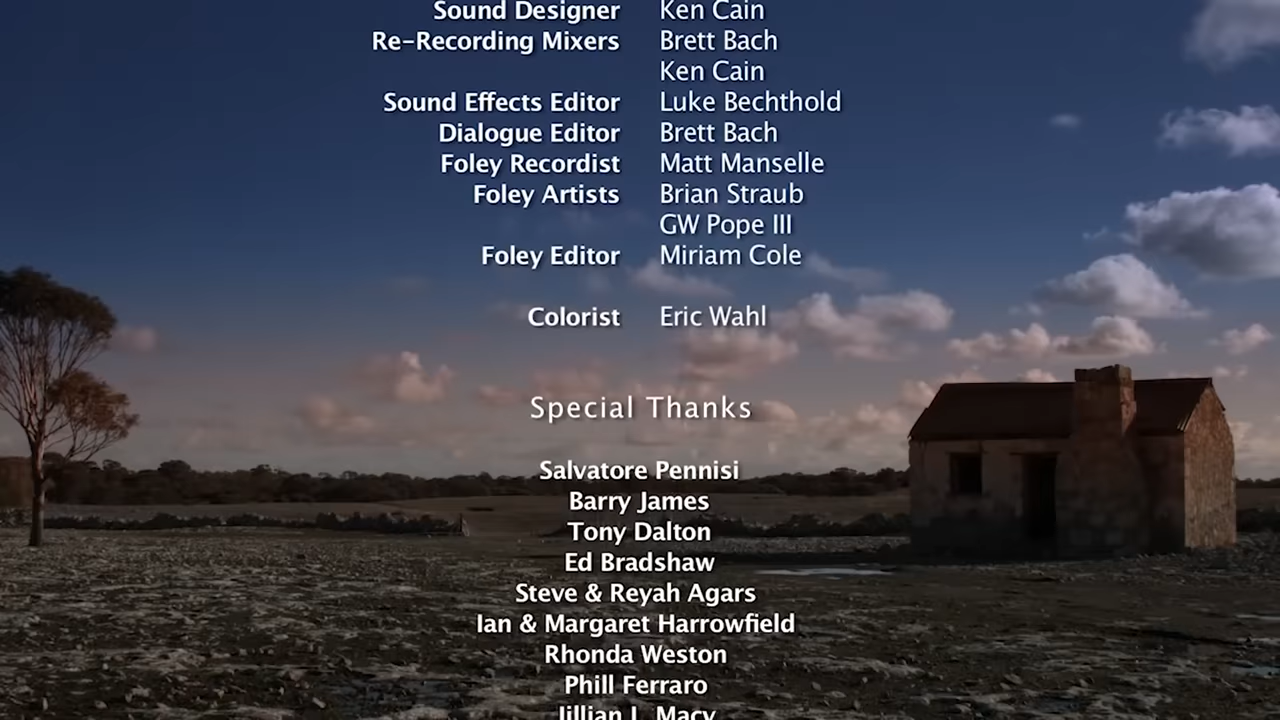 Sound Designer Ken Cain
Re-Recording Mixers Brett Bach
Ken Cain
Sound Effects Editor Luke Bechthold
Dialogue Editor Brett Bach
Foley Recordist Matt Manselle
Foley Artists Brian Straub
GW Pope III
Foley Editor Miriam Cole
Colorist Eric Wahl
Special Thanks
Salvatore Pennisi
Barry James
Tony Dalton
Ed Bradshaw
Steve & Reyah Agars
Ian & Margaret Harrowfield
Rhonda Weston
Phill Ferraro
Jillian L. Macy